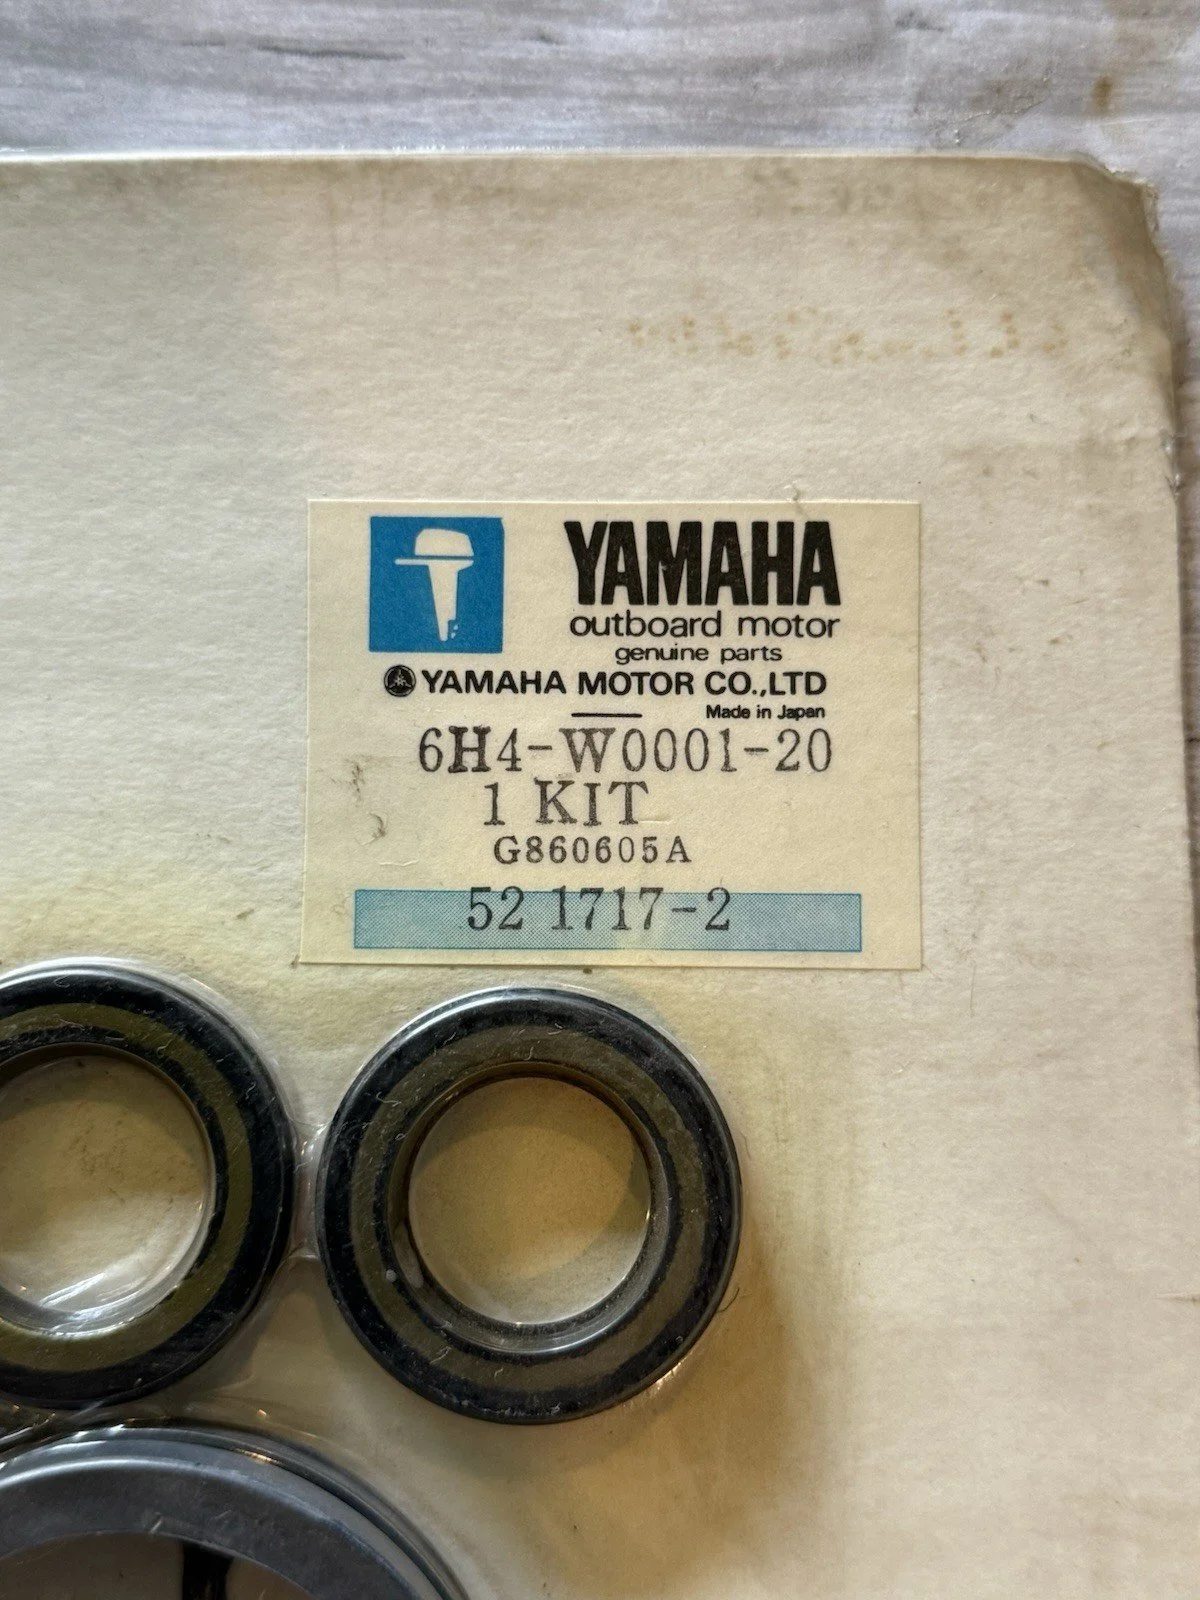 YAMAHA
outboard motor
genuine parts
YAMAHA MOTOR CO.,LTD
Made in Japan
6H4-W0001-20
1 KIT
G860605A
52 1717-2